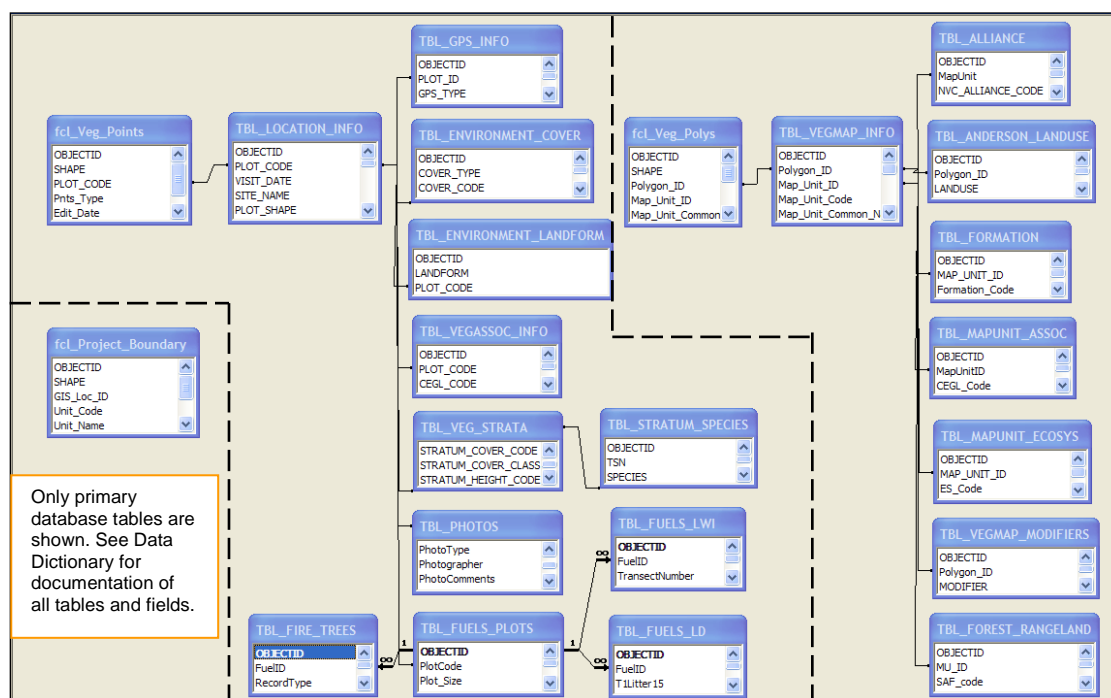 TBL_GPS_INFO
OBJECTID
PLOT_ID
GPS_TYPE
TBL_ALLIANCE
OBJECTID
MapUnit
NVC_ALLIANCE_CODE
fcl_Veg_Points
OBJECTID
SHAPE
PLOT_CODE
Pnts_Type
Edit_Date
TBL_LOCATION_INFO
OBJECTID
PLOT_CODE
VISIT_DATE
SITE_NAME
PLOT_SHAPE
TBL_ENVIRONMENT_COVER
OBJECTID
COVER_TYPE
COVER_CODE
fcl_Veg_Polys
OBJECTID
SHAPE
Polygon_ID
Map_Unit_ID
Map_Unit_Common
TBL_VEGMAP_INFO
OBJECTID
Polygon_ID
Map_Unit_ID
Map_Unit_Code
Map_Unit_Common_N
TBL_ANDERSON_LANDUSE
OBJECTID
Polygon_ID
LANDUSE
TBL_ENVIRONMENT_LANDFORM
OBJECTID
LANDFORM
PLOT_CODE
TBL_FORMATION
OBJECTID
MAP_UNIT_ID
Formation_Code
fcl_Project_Boundary
OBJECTID
SHAPE
GIS_Loc_ID
Unit_Code
Unit_Name
TBL_VEGASSOC_INFO
OBJECTID
PLOT_CODE
CEGL_CODE
TBL_MAPUNIT_ASSOC
OBJECTID
MapUnitID
CEGL_Code
TBL_VEG_STRATA
STRATUM_COVER_CODE
STRATUM_COVER_CLASS
STRATUM_HEIGHT_CODE
TBL_STRATUM_SPECIES
OBJECTID
TSN
SPECIES
TBL_MAPUNIT_ECOSYS
OBJECTID
MAP_UNIT_ID
ES_Code
Only primary
database tables are
shown. See Data
Dictionary for
documentation of
all tables and fields.
TBL_PHOTOS
PhotoType
Photographer
PhotoComments
TBL_FUELS_LWI
OBJECTID
FuelID
TransectNumber
∞
TBL_VEGMAP_MODIFIERS
OBJECTID
Polygon_ID
MODIFIER
TBL_FIRE_TREES
OBJECTID
FuelID
RecordType
∞
1
TBL_FUELS_PLOTS
OBJECTID
PlotCode
Plot_Size
1
∞
TBL_FUELS_LD
OBJECTID
FuelID
T1Litter15
TBL_FOREST_RANGELAND
OBJECTID
MU_ID
SAF_code